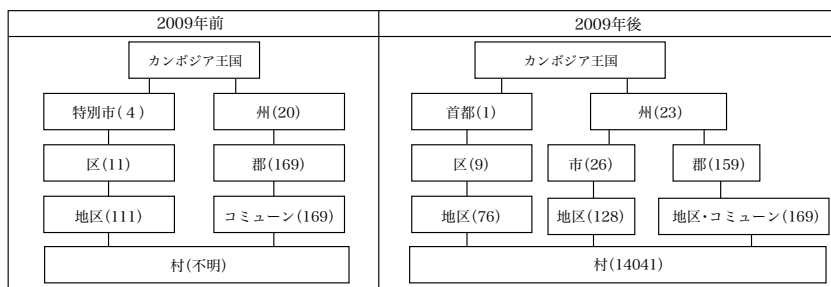 2009年前
2009年後
カンボジア王国
カンボジア王国
特別市(4)
州(20)
首都(1)
州(23)
区(11)
郡(169)
区(9)
市(26)
郡(159)
地区(111)
コミューン(169)
地区(76)
地区(128)
地区・コミューン(169)
村(不明)
村(14041)